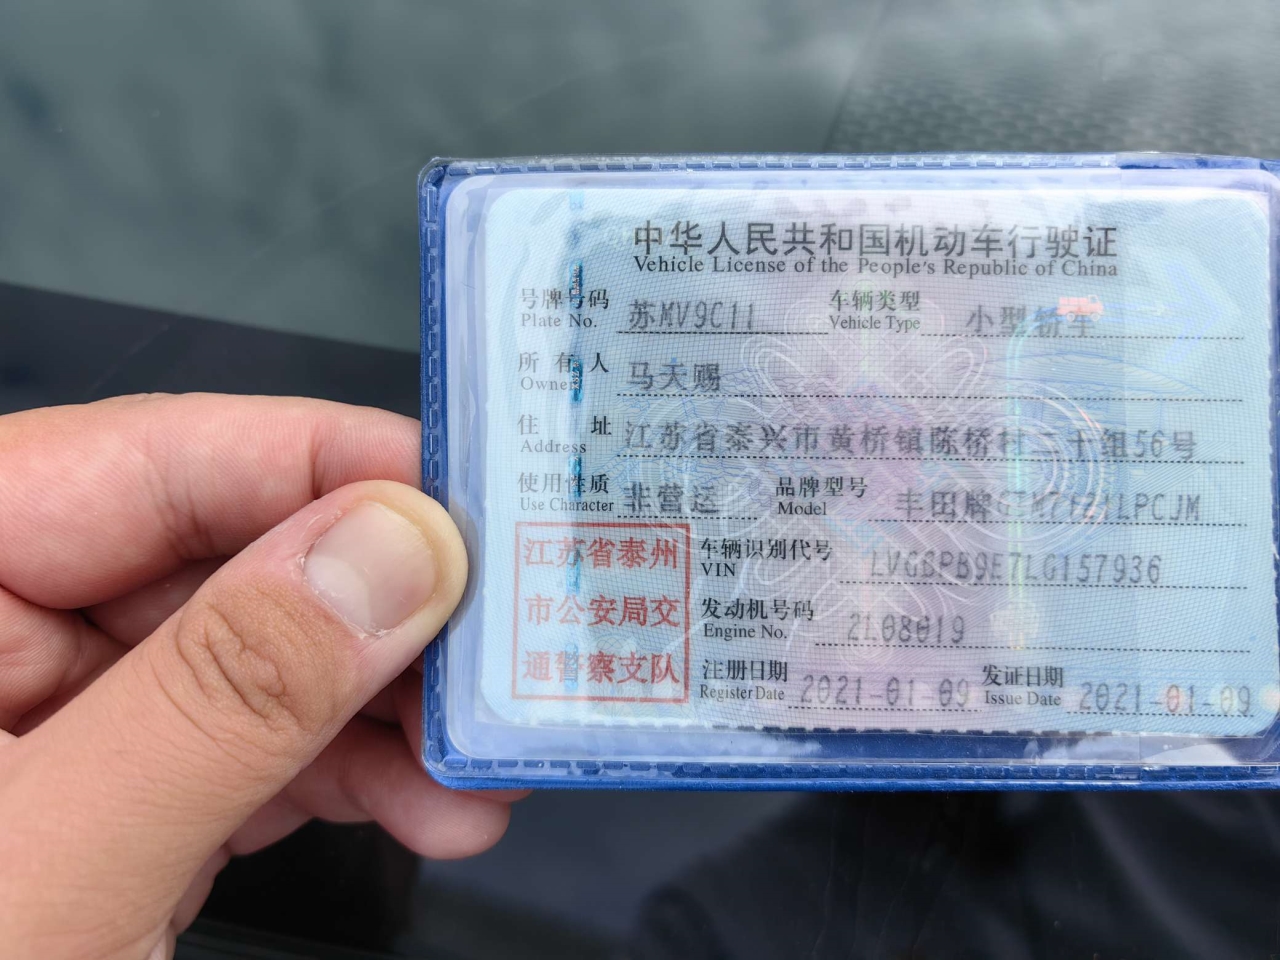 中华人民共和国机动车行驶证
Vehicle License of the People's Republic of China
号牌号码 苏MV9C11 车辆类型 小型轿车
Plate No. Vehicle Type
所有人 马天赐
Owner
住址 江苏省泰兴市黄桥镇陈桥村二十组56号
Address
使用性质 非营运 品牌型号 丰田牌
Use Character Model
江苏省泰州
市公安局交
通警察支队
车辆识别代号
VIN
发动机号码 2L08019
Engine No.
注册日期 2021-01-09 发证日期 2021-01-09
Register Date Issue Date